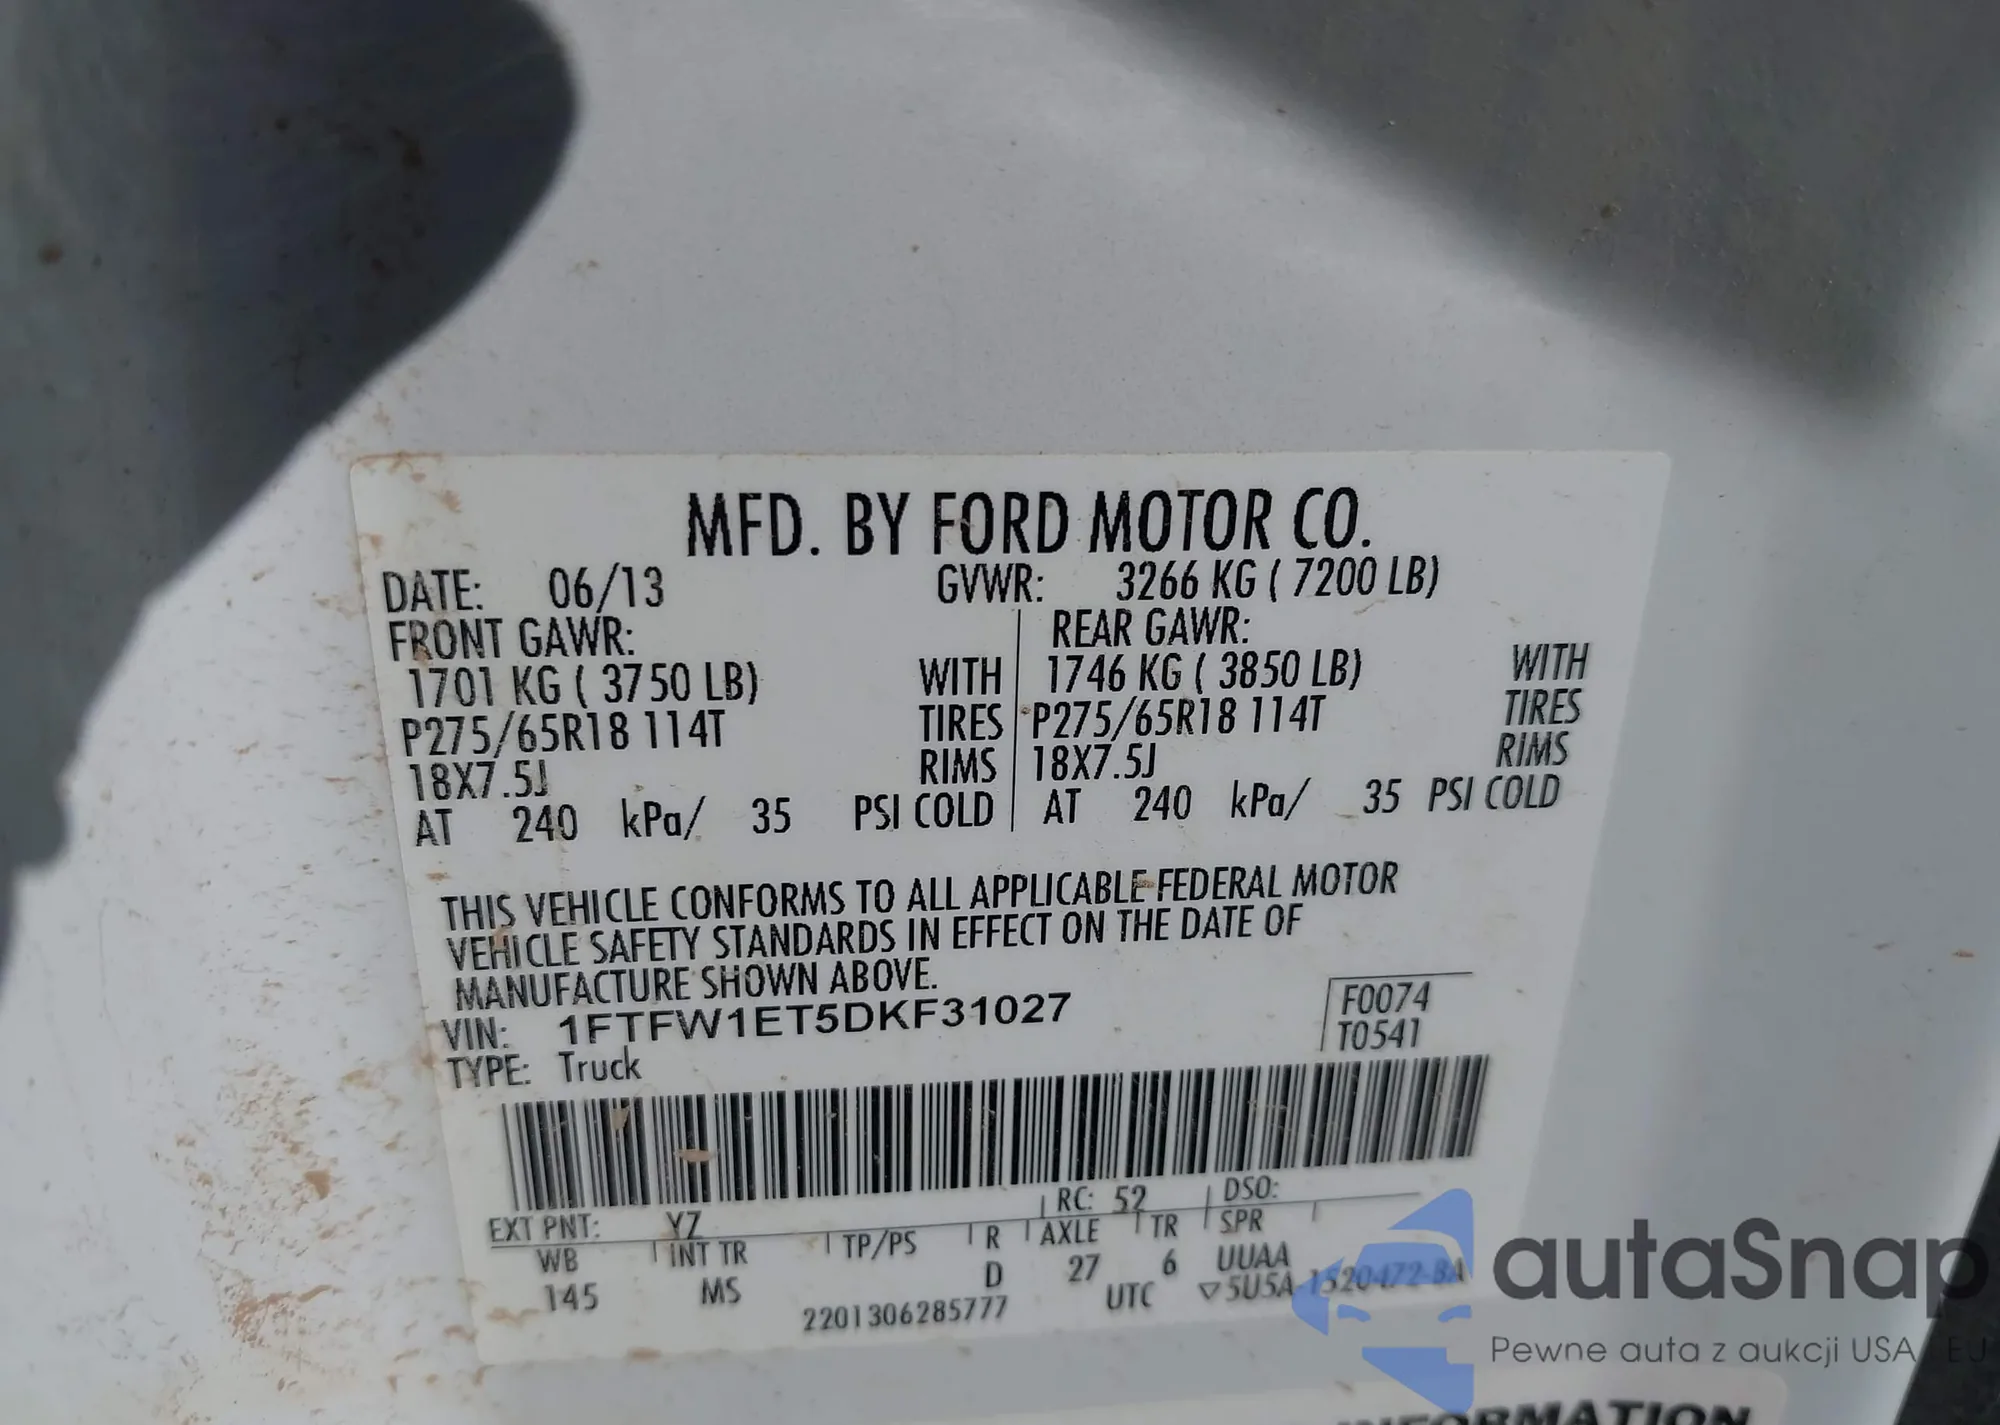 MFD. BY FORD MOTOR CO.
DATE: 06/13 GVWR: 3266 KG ( 7200 LB)
FRONT GAWR: REAR GAWR:
1701 KG ( 3750 LB) WITH 1746 KG ( 3850 LB) WITH
P275/65R18 114T TIRES P275/65R18 114T TIRES
18X7.5J RIMS 18X7.5J RIMS
AT 240 kPa/ 35 PSI COLD AT 240 kPa/ 35 PSI COLD
THIS VEHICLE CONFORMS TO ALL APPLICABLE FEDERAL MOTOR
VEHICLE SAFETY STANDARDS IN EFFECT ON THE DATE OF
MANUFACTURE SHOWN ABOVE.
VIN: 1FTFW1ET5DKF31027 F0074
TYPE: Truck T0541
EXT PNT: YZ RC: 52 DSO:
WB INT TR TP/PS R AXLE TR SPR
145 MS D 27 6 UUAA
2201306285777 UTC ▽5U5A-1520472-BA
autaSnap
Pewne auta z aukcji USA i EU
INFORMATION